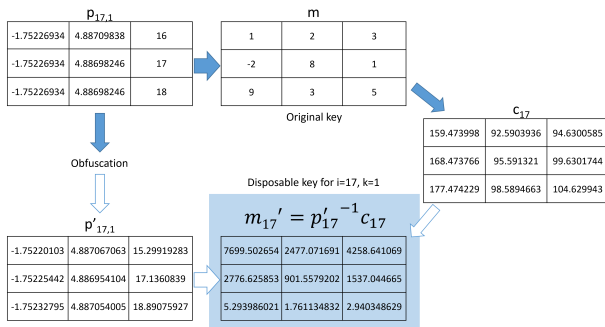 p17,1
-1.75226934 4.88709838 16
-1.75226934 4.88698246 17
-1.75226934 4.88698246 18
m
1 2 3
-2 8 1
9 3 5
Original key
c17
159.473998 92.5903936 94.6300585
168.473766 95.591321 99.6301744
177.474229 98.5894663 104.629943
Obfuscation
p′17,1
-1.75220103 4.887067063 15.29919283
-1.75225442 4.886954104 17.1360839
-1.75232795 4.887054005 18.89075927
Disposable key for i=17, k=1
m17′ = p′17⁻¹c17
7699.502654 2477.071691 4258.641069
2776.625853 901.5579202 1537.044665
5.293986021 1.761134832 2.940348629